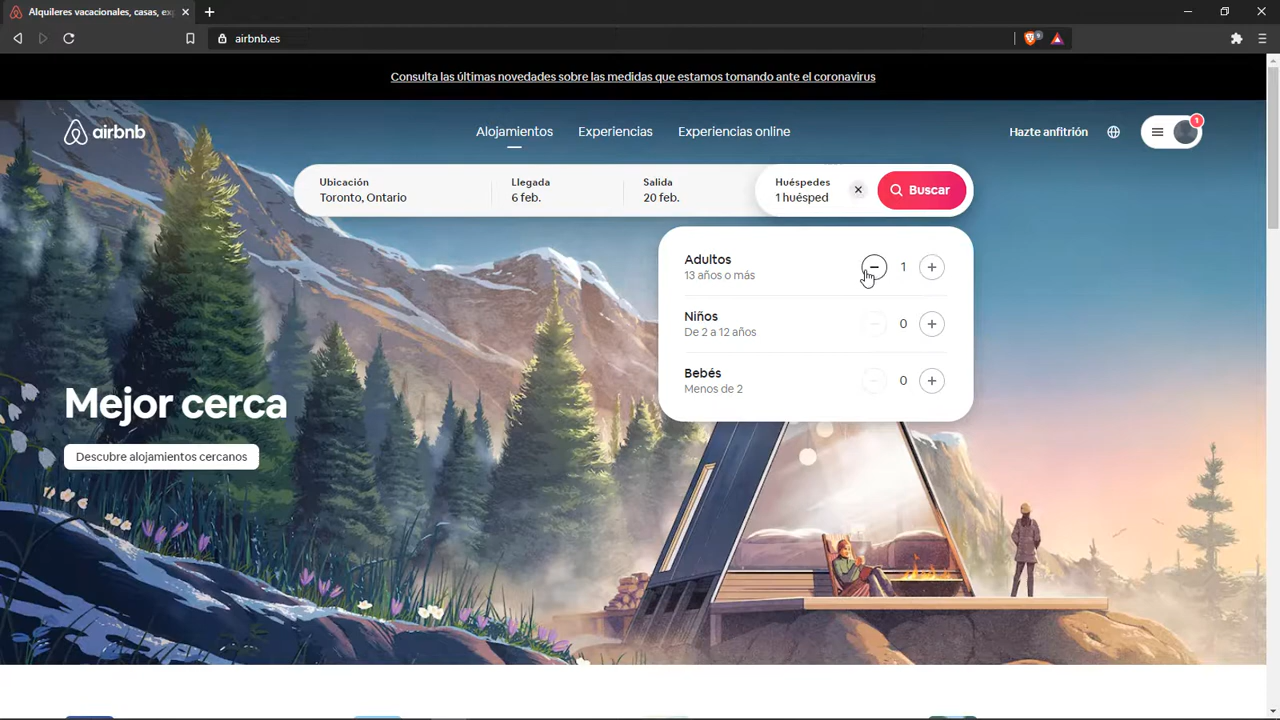 Alquileres vacacionales, casas, ex
airbnb.es
9
Consulta las últimas novedades sobre las medidas que estamos tomando ante el coronavirus
airbnb
Alojamientos
Experiencias
Experiencias online
Hazte anfitrión
1
Ubicación
Toronto, Ontario
Llegada
6 feb.
Salida
20 feb.
Huéspedes
1 huésped
Buscar
Adultos
13 años o más
1
Niños
De 2 a 12 años
0
Bebés
Menos de 2
0
Mejor cerca
Descubre alojamientos cercanos